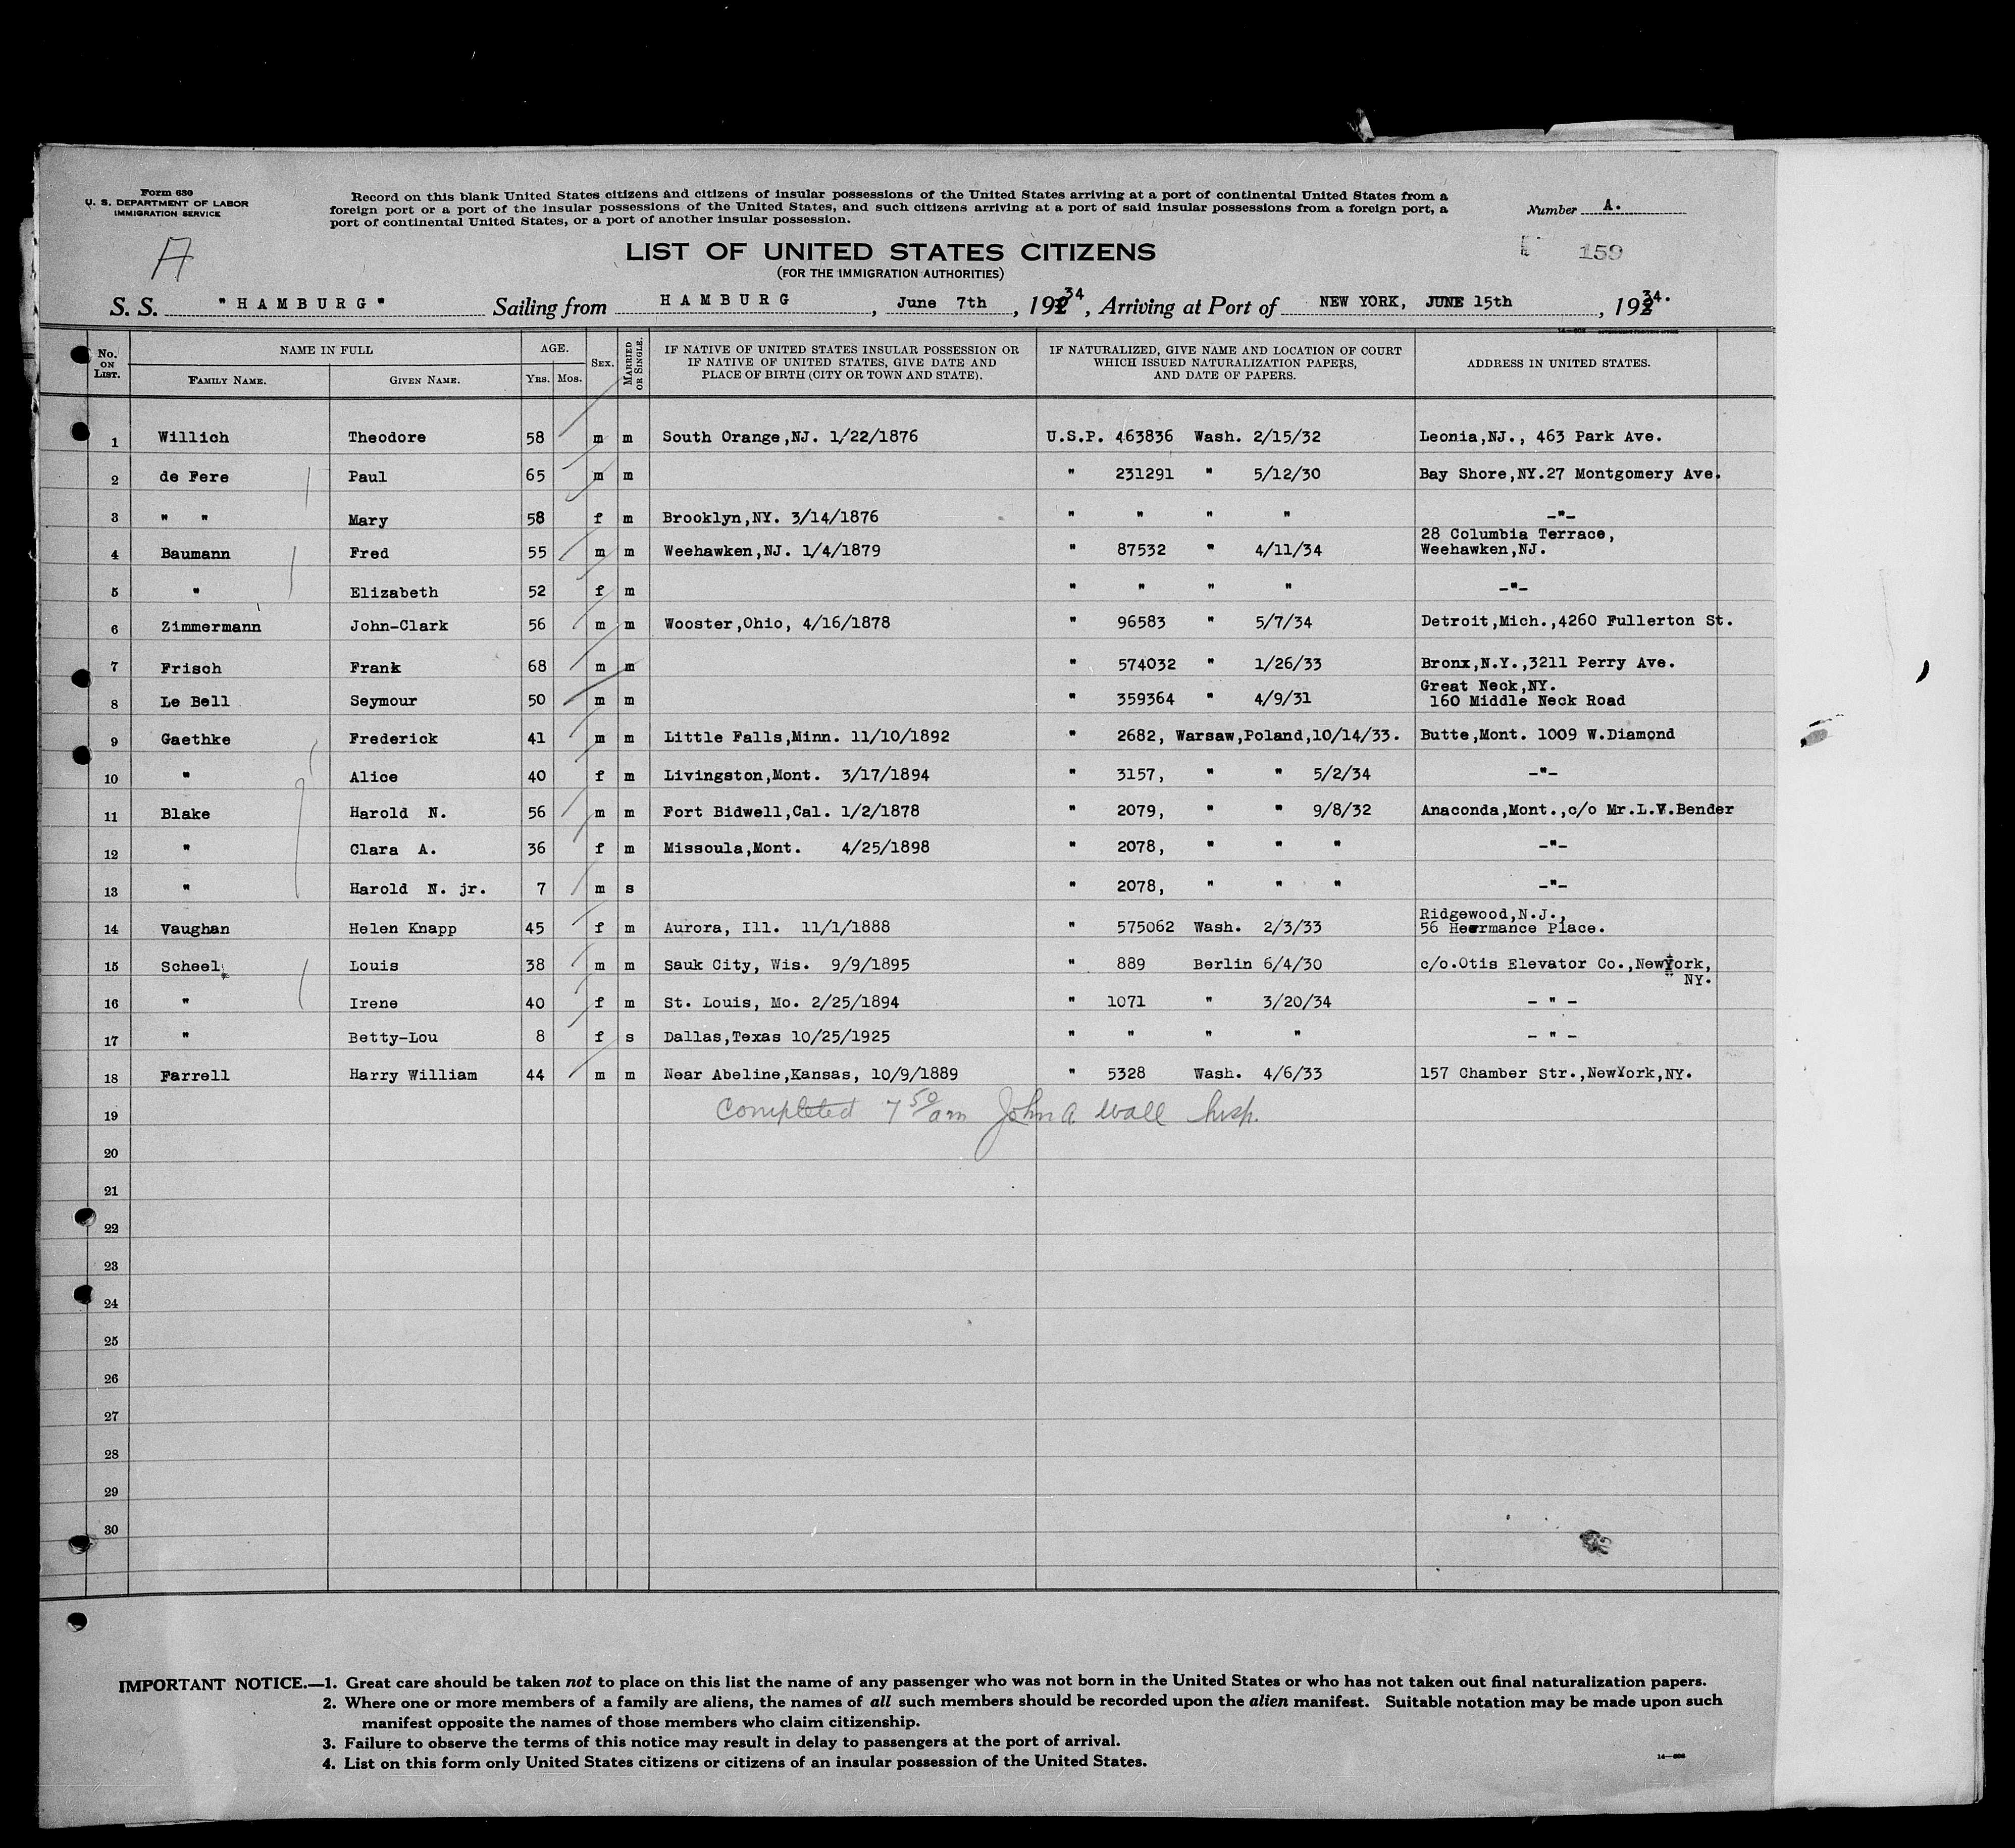 Form 630
U. S. DEPARTMENT OF LABOR
IMMIGRATION SERVICE
Record on this blank United States citizens and citizens of insular possessions of the United States arriving at a port of continental United States from a
foreign port or a port of the insular possessions of the United States, and such citizens arriving at a port of said insular possessions from a foreign port, a
port of continental United States, or a port of another insular possession.
Number A.
A
159
LIST OF UNITED STATES CITIZENS
(FOR THE IMMIGRATION AUTHORITIES)
S. S. "HAMBURG" Sailing from HAMBURG, June 7th, 1934, Arriving at Port of NEW YORK, JUNE 15th, 1934.
No. ON LIST. NAME IN FULL FAMILY NAME. GIVEN NAME. AGE. YRS. MOS. SEX. MARRIED OR SINGLE. IF NATIVE OF UNITED STATES INSULAR POSSESSION OR IF NATIVE OF UNITED STATES, GIVE DATE AND PLACE OF BIRTH (CITY OR TOWN AND STATE). IF NATURALIZED, GIVE NAME AND LOCATION OF COURT WHICH ISSUED NATURALIZATION PAPERS, AND DATE OF PAPERS. ADDRESS IN UNITED STATES.
1 Willich Theodore 58 m m South Orange,NJ. 1/22/1876 U.S.P. 463836 Wash. 2/15/32 Leonia,NJ., 463 Park Ave.
2 de Fere Paul 65 m m " 231291 " 5/12/30 Bay Shore,NY.27 Montgomery Ave.
3 " " Mary 58 f m Brooklyn,NY. 3/14/1876 " " " " -"-
4 Baumann Fred 55 m m Weehawken,NJ. 1/4/1879 " 87532 " 4/11/34 28 Columbia Terrace, Weehawken,NJ.
5 " Elizabeth 52 f m " " " " -"-
6 Zimmermann John-Clark 56 m m Wooster,Ohio, 4/16/1878 " 96583 " 5/7/34 Detroit,Mich.,4260 Fullerton St.
7 Frisch Frank 68 m m " 574032 " 1/26/33 Bronx,N.Y.,3211 Perry Ave.
8 Le Bell Seymour 50 m m " 359364 " 4/9/31 Great Neck,NY. 160 Middle Neck Road
9 Gaethke Frederick 41 m m Little Falls,Minn. 11/10/1892 " 2682, Warsaw,Poland,10/14/33. Butte,Mont. 1009 W.Diamond
10 " Alice 40 f m Livingston,Mont. 3/17/1894 " 3157, " " 5/2/34 -"-
11 Blake Harold N. 56 m m Fort Bidwell,Cal. 1/2/1878 " 2079, " " 9/8/32 Anaconda,Mont.,c/o Mr.L.V.Bender
12 " Clara A. 36 f m Missoula,Mont. 4/25/1898 " 2078, " " " -"-
13 " Harold N. jr. 7 m s " 2078, " " " -"-
14 Vaughan Helen Knapp 45 f m Aurora, Ill. 11/1/1888 " 575062 Wash. 2/3/33 Ridgewood,N.J., 56 Heermance Place.
15 Scheel Louis 38 m m Sauk City, Wis. 9/9/1895 " 889 Berlin 6/4/30 c/o.Otis Elevator Co.,NewYork, NY.
16 " Irene 40 f m St. Louis, Mo. 2/25/1894 " 1071 " 3/20/34 - " -
17 " Betty-Lou 8 f s Dallas,Texas 10/25/1925 " " " " - " -
18 Farrell Harry William 44 m m Near Abeline,Kansas, 10/9/1889 " 5328 Wash. 4/6/33 157 Chamber Str.,NewYork,NY.
19 Completed 7 50 am John A. Wall Insp.
20
21
22
23
24
25
26
27
28
29
30
IMPORTANT NOTICE.—1. Great care should be taken not to place on this list the name of any passenger who was not born in the United States or who has not taken out final naturalization papers.
2. Where one or more members of a family are aliens, the names of all such members should be recorded upon the alien manifest. Suitable notation may be made upon such
manifest opposite the names of those members who claim citizenship.
3. Failure to observe the terms of this notice may result in delay to passengers at the port of arrival.
4. List on this form only United States citizens or citizens of an insular possession of the United States.